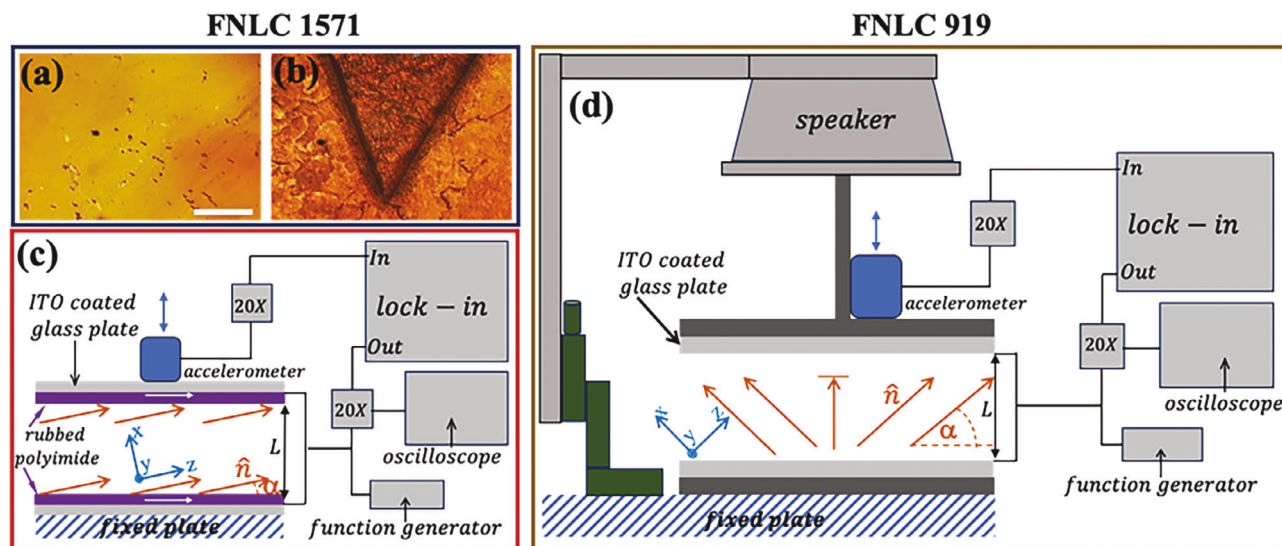 FNLC 1571
FNLC 919
(a)
(b)
(c)
ITO coated
glass plate
20X
In
lock − in
Out
accelerometer
20X
oscilloscope
function generator
rubbed
polyimide
x
y
z
n̂
α
L
fixed plate
(d)
speaker
In
lock − in
Out
20X
ITO coated
glass plate
accelerometer
20X
oscilloscope
function generator
x
y
z
n̂
α
L
fixed plate